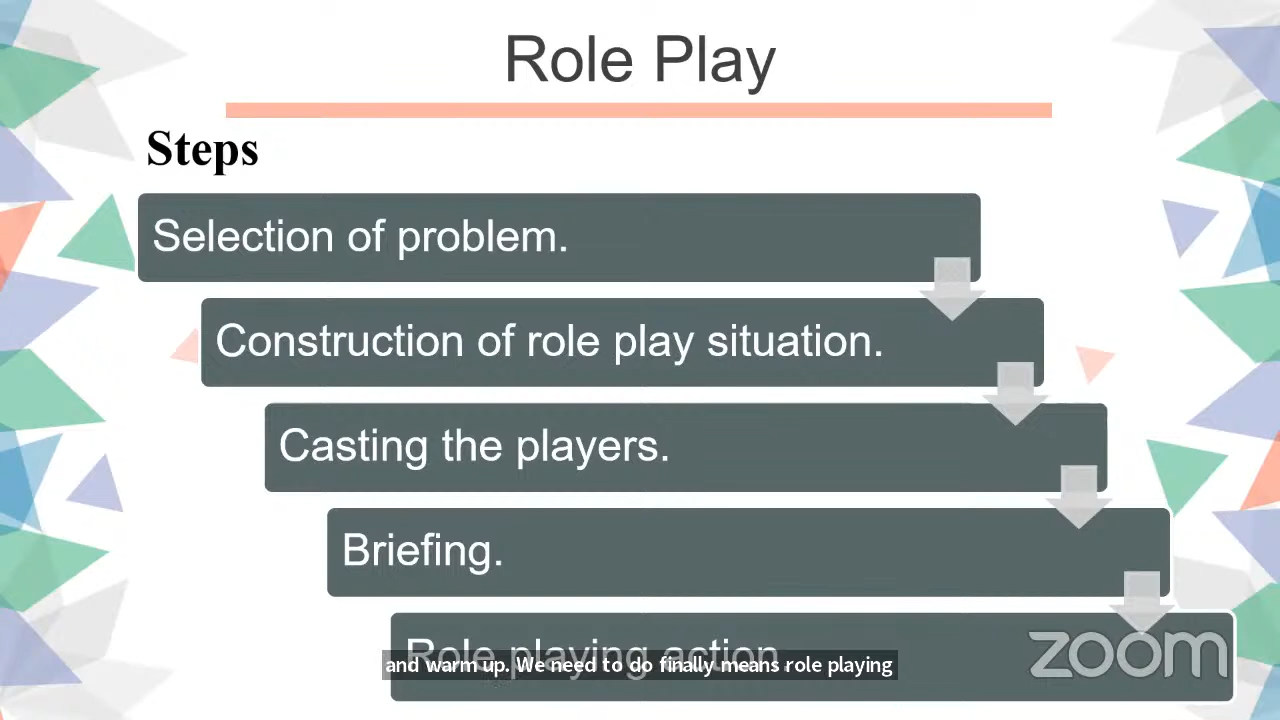 Role Play
Steps
Selection of problem.
Construction of role play situation.
Casting the players.
Briefing.
Role playing action
and warm up. We need to do finally means role playing
zoom